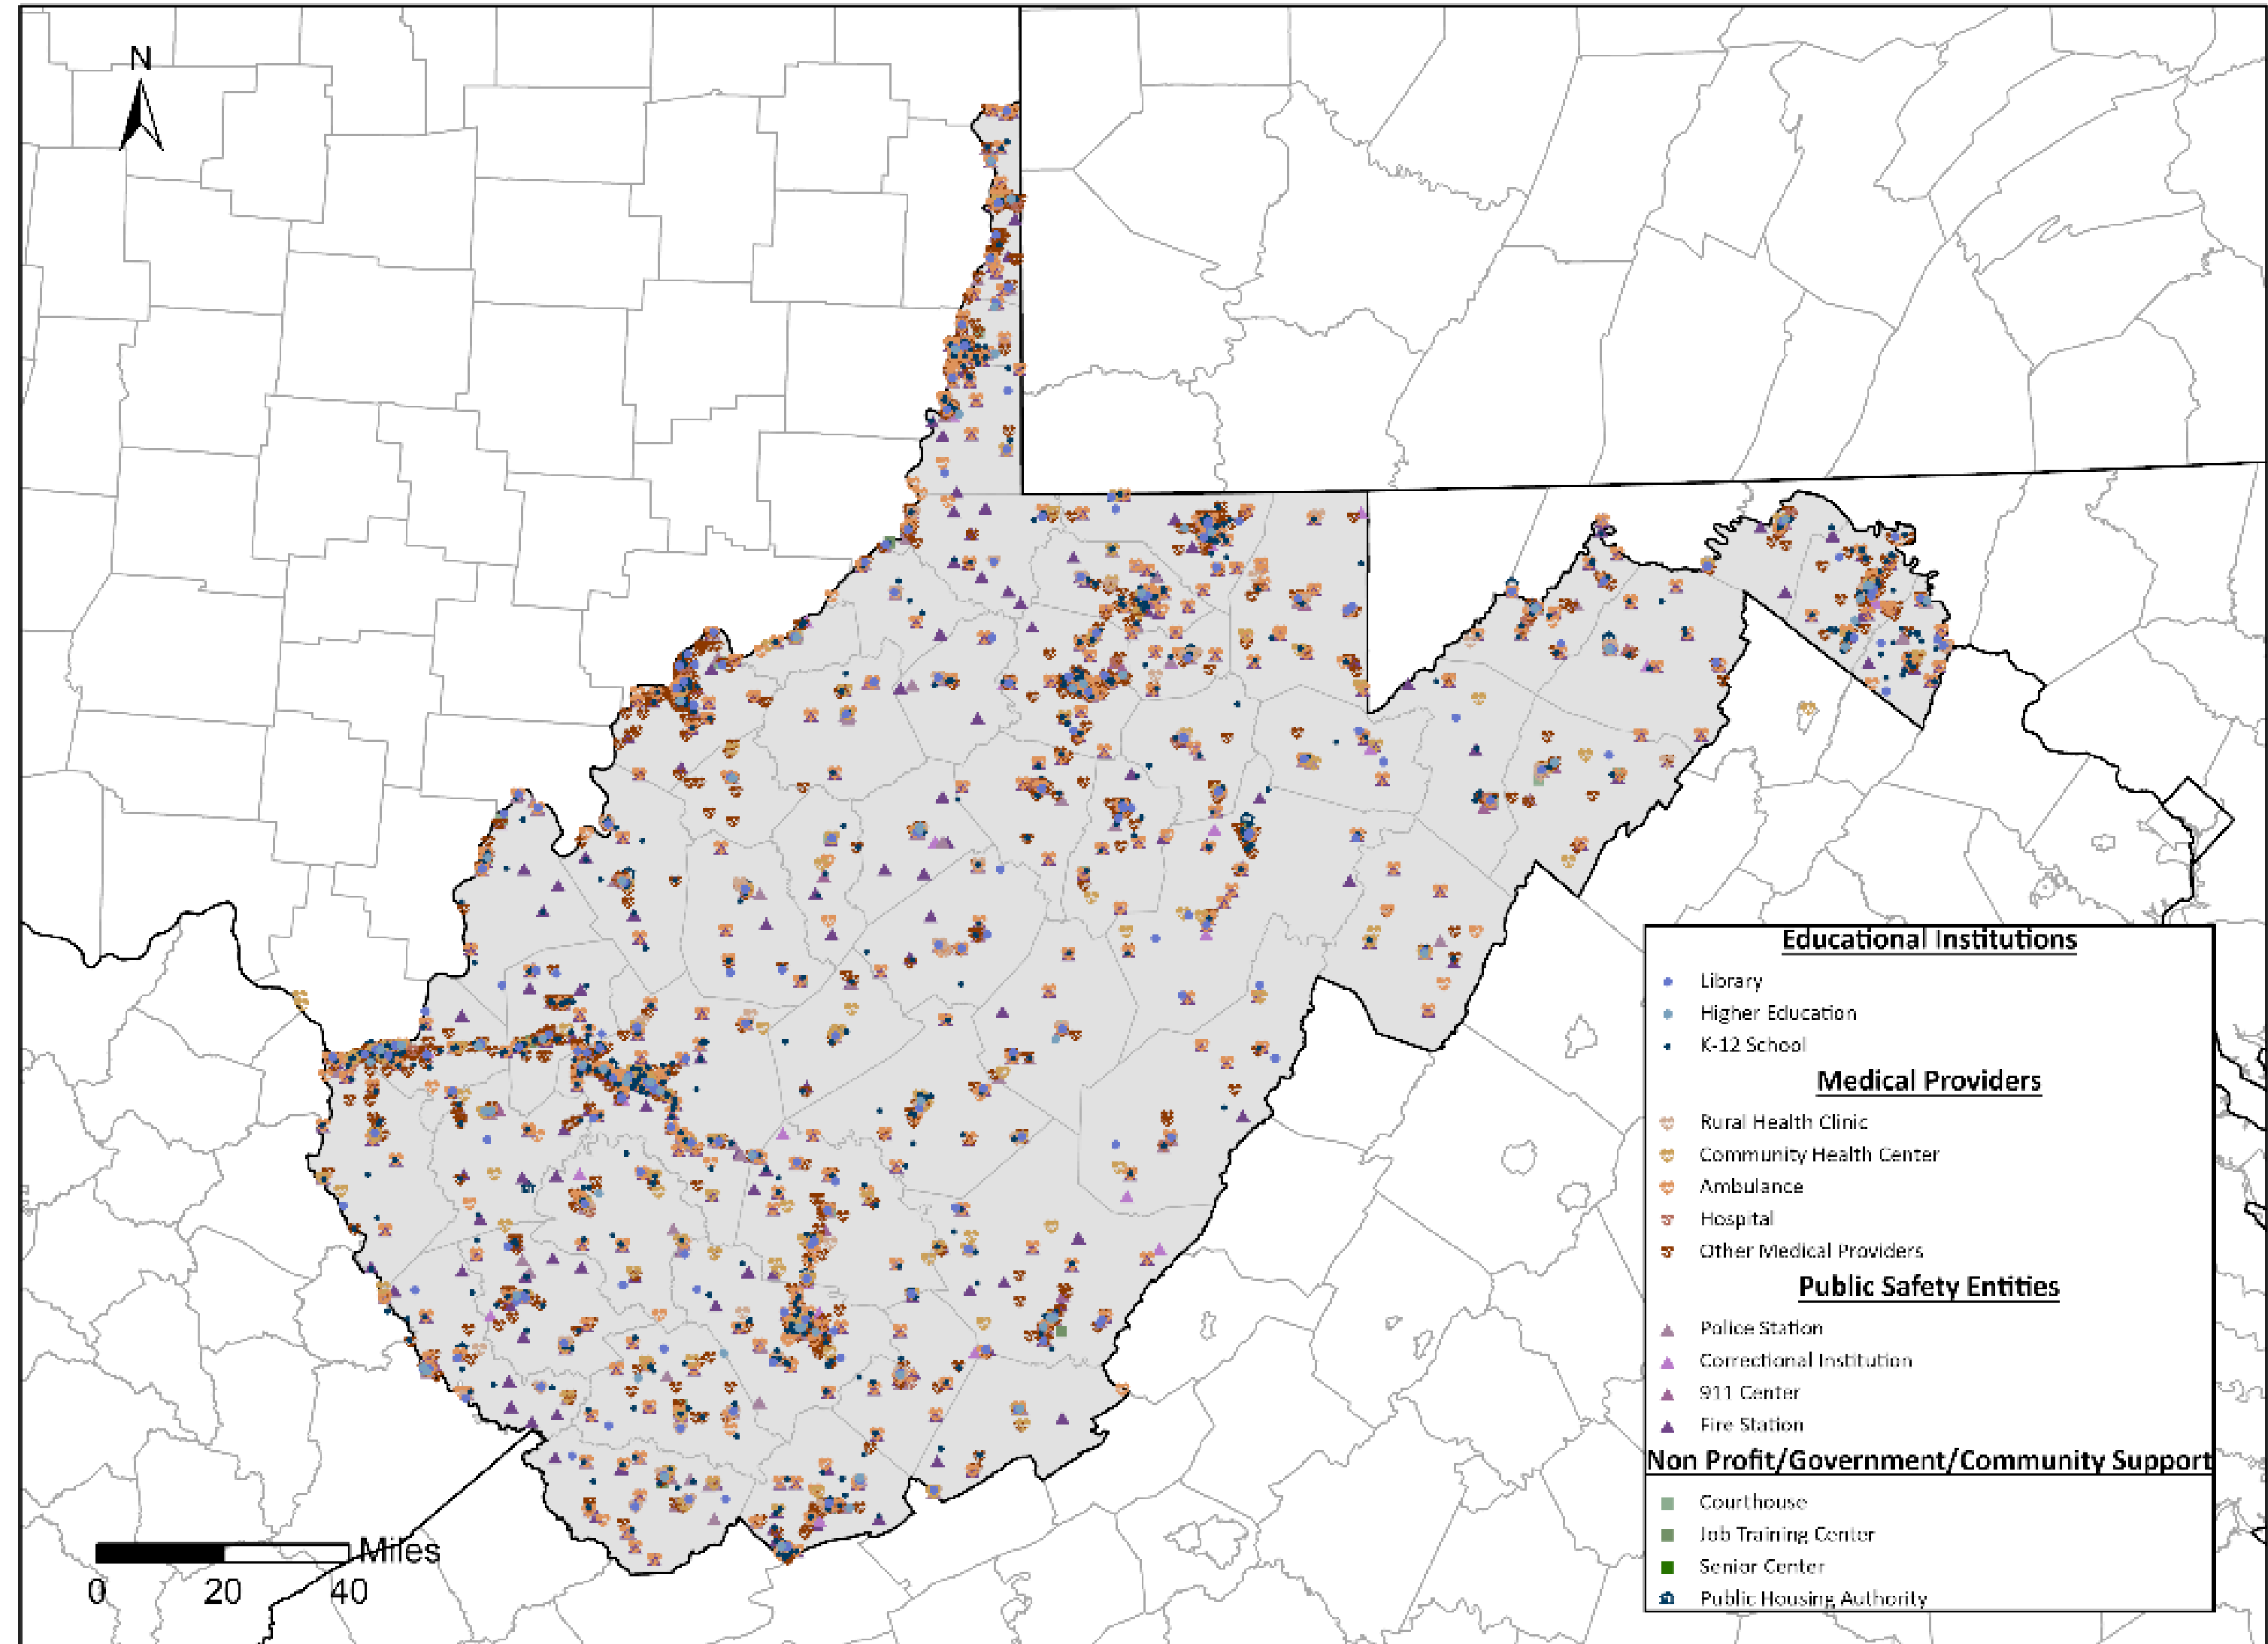 N
Educational Institutions
Library
Higher Education
K-12 School
Medical Providers
Rural Health Clinic
Community Health Center
Ambulance
Hospital
Other Medical Providers
Public Safety Entities
Police Station
Correctional Institution
911 Center
Fire Station
Non Profit/Government/Community Support
Courthouse
Job Training Center
Senior Center
Public Housing Authority
Miles
0 20 40